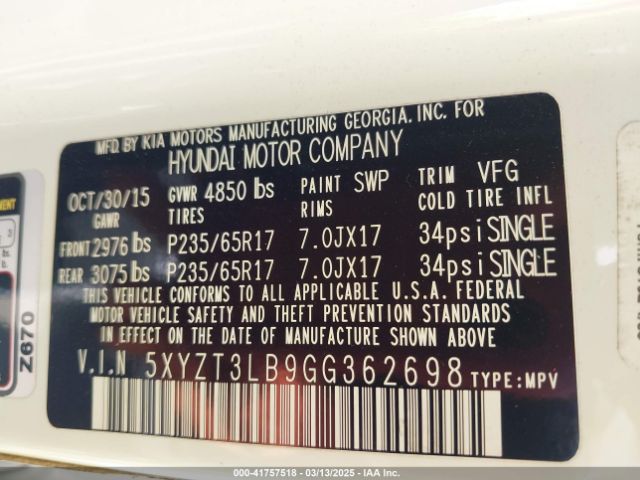 MFD. BY KIA MOTORS MANUFACTURING GEORGIA, INC. FOR
HYUNDAI MOTOR COMPANY
OCT/30/15 GVWR 4850 lbs PAINT SWP TRIM VFG
GAWR TIRES RIMS COLD TIRE INFL
FRONT 2976 lbs P235/65R17 7.0JX17 34psi SINGLE
REAR 3075 lbs P235/65R17 7.0JX17 34psi SINGLE
THIS VEHICLE CONFORMS TO ALL APPLICABLE U.S.A. FEDERAL
MOTOR VEHICLE SAFETY AND THEFT PREVENTION STANDARDS
IN EFFECT ON THE DATE OF MANUFACTURE SHOWN ABOVE
V.I.N 5XYZT3LB9GG362698 TYPE:MPV
Z670
000-41757518 - 03/13/2025 - IAA Inc.